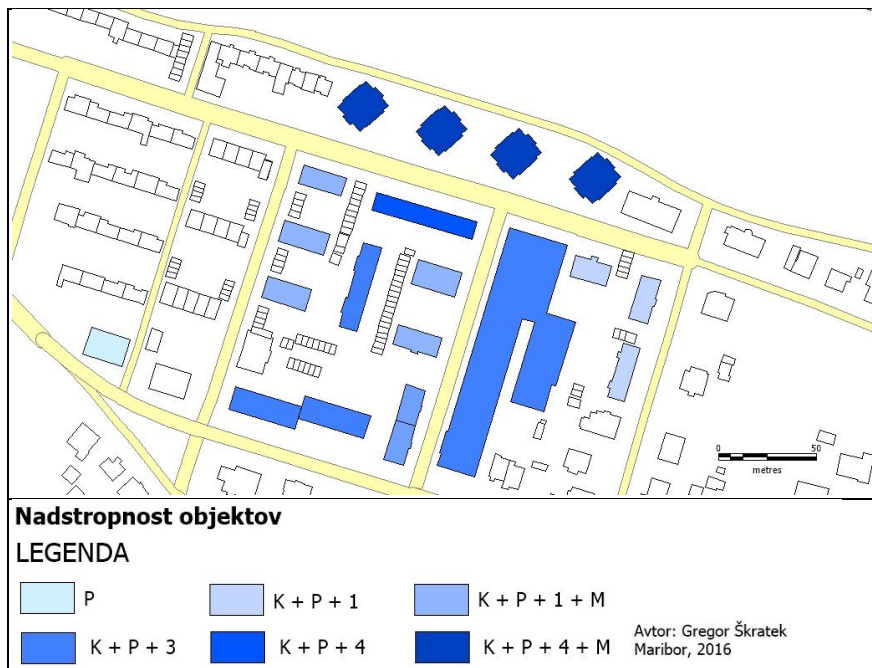 0 50
metres
Nadstropnost objektov
LEGENDA
P K + P + 1 K + P + 1 + M
K + P + 3 K + P + 4 K + P + 4 + M
Avtor: Gregor Škratek
Maribor, 2016